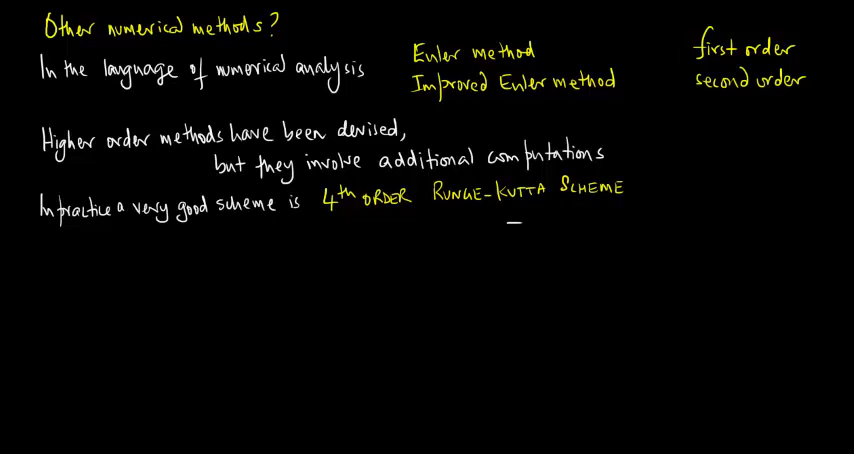 Other numerical methods?
In the language of numerical analysis
Euler method first order
Improved Euler method second order
Higher order methods have been devised,
but they involve additional computations
In practice a very good scheme is 4th ORDER RUNGE-KUTTA SCHEME